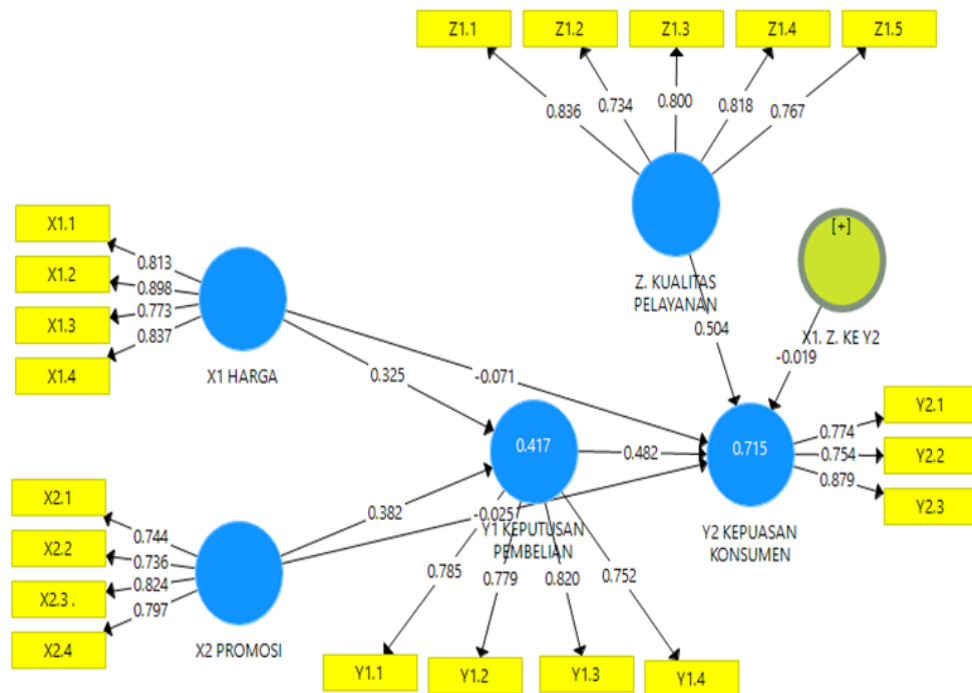 Z1.1
Z1.2
Z1.3
Z1.4
Z1.5
0.836
0.734
0.800
0.818
0.767
[+]
Z. KUALITAS
PELAYANAN
X1. Z. KE Y2
0.504
-0.019
X1.1
X1.2
X1.3
X1.4
0.813
0.898
0.773
0.837
X1 HARGA
0.325
-0.071
0.417
0.482
0.715
Y2.1
Y2.2
Y2.3
0.774
0.754
0.879
X2.1
X2.2
X2.3 .
X2.4
0.744
0.736
0.824
0.797
X2 PROMOSI
0.382
-0.025
Y1 KEPUTUSAN
PEMBELIAN
Y2 KEPUASAN
KONSUMEN
0.785
0.779
0.820
0.752
Y1.1
Y1.2
Y1.3
Y1.4